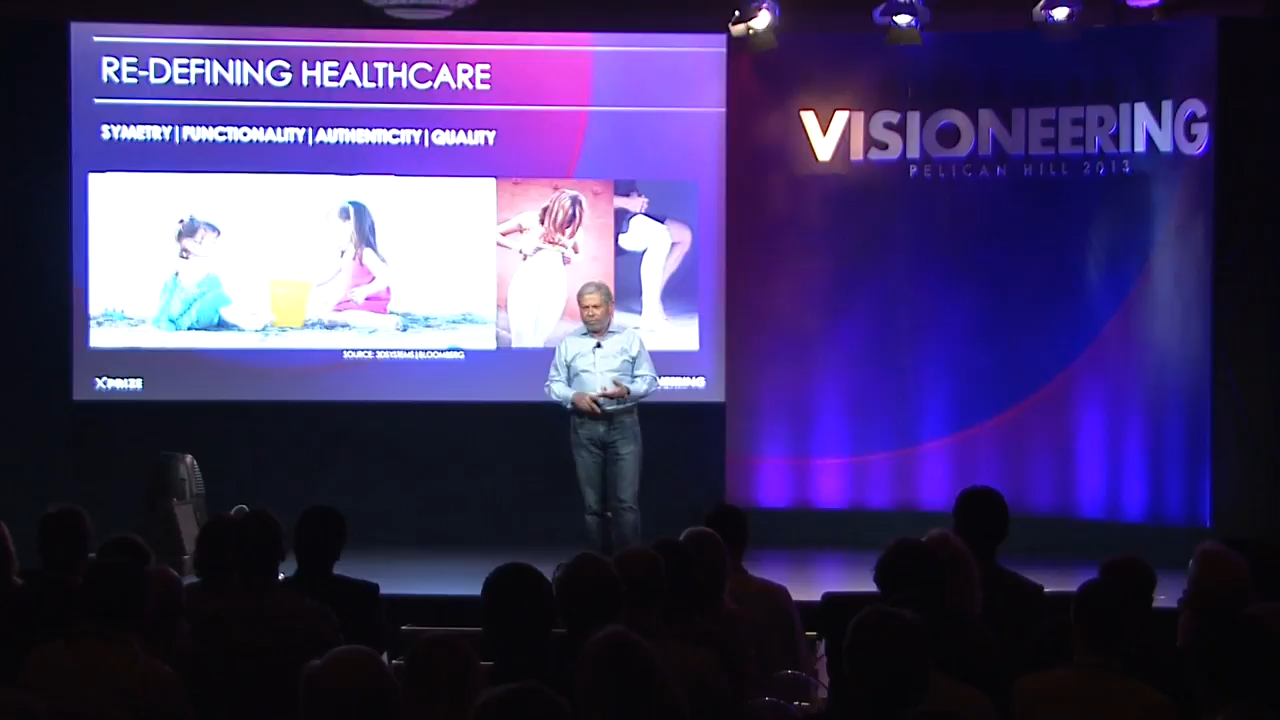 RE-DEFINING HEALTHCARE
SYMETRY | FUNCTIONALITY | AUTHENTICITY | QUALITY
SOURCE: 3DSYSTEMS | BLOOMBERG
XPRIZE
VISIONEERING
PELICAN HILL 2013